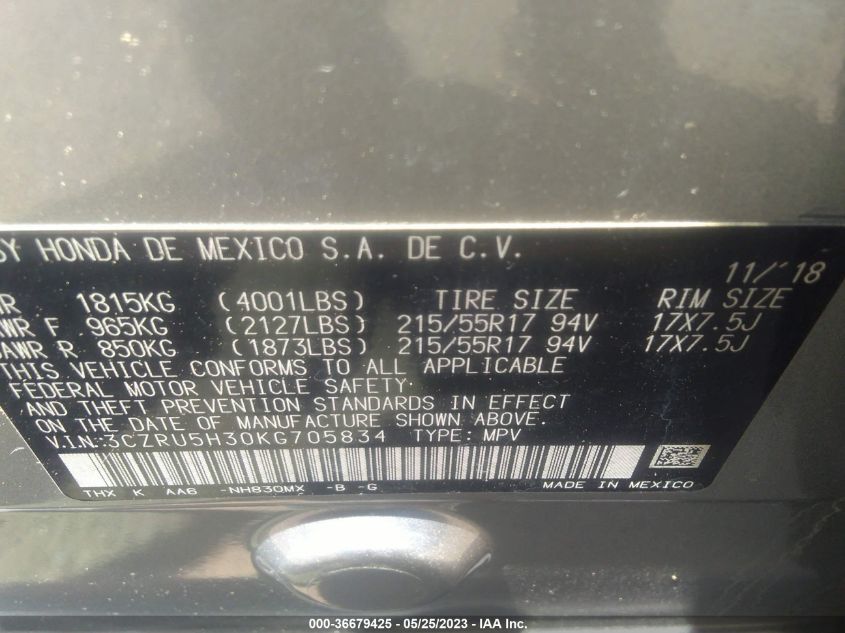 SY HONDA DE MEXICO S.A. DE C.V.
11/'18
R 1815KG (4001LBS) TIRE SIZE RIM SIZE
WR F 965KG (2127LBS) 215/55R17 94V 17X7.5J
AWR R 850KG (1873LBS) 215/55R17 94V 17X7.5J
THIS VEHICLE CONFORMS TO ALL APPLICABLE
FEDERAL MOTOR VEHICLE SAFETY
AND THEFT PREVENTION STANDARDS IN EFFECT
ON THE DATE OF MANUFACTURE SHOWN ABOVE.
V.I.N:3CZRU5H30KG705834 TYPE: MPV
THX K AA6 -NH830MX -B -G MADE IN MEXICO
000-36679425 - 05/25/2023 - IAA Inc.